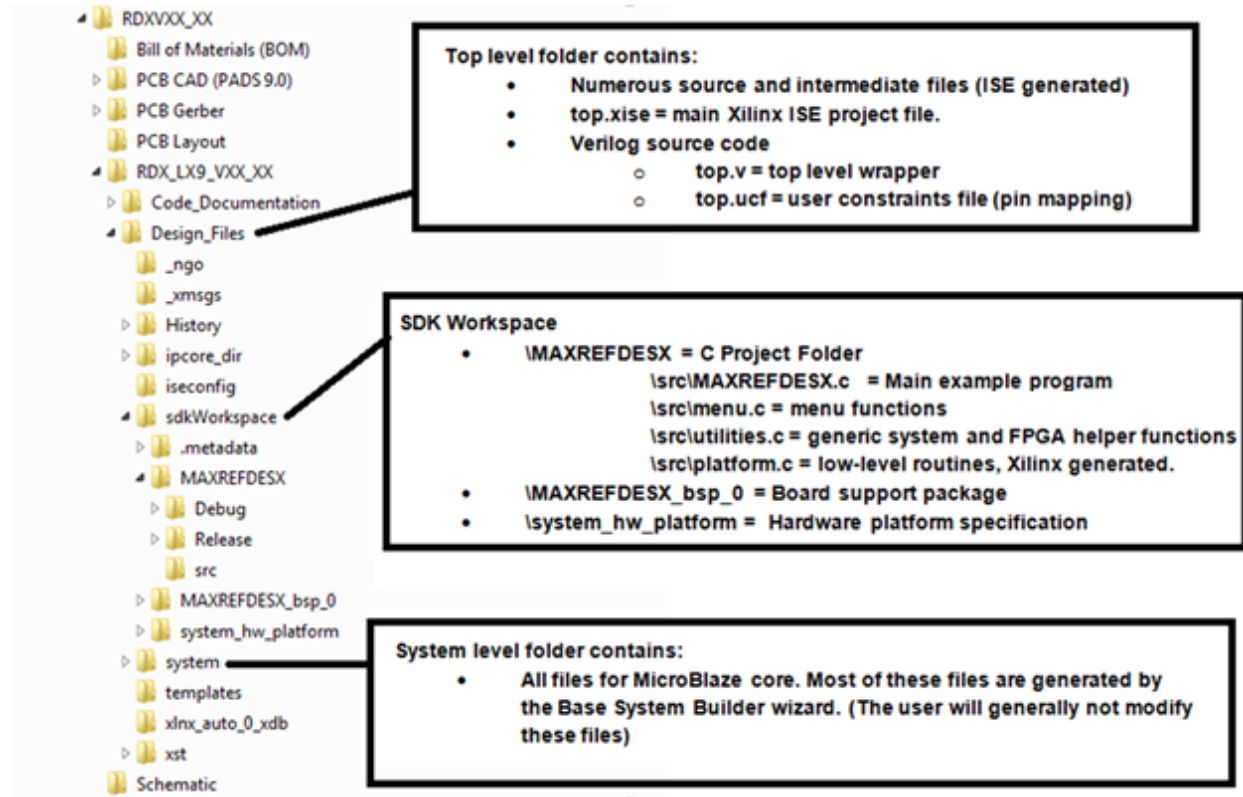 RDXVXX_XX
Bill of Materials (BOM)
PCB CAD (PADS 9.0)
PCB Gerber
PCB Layout
RDX_LX9_VXX_XX
Code_Documentation
Design_Files
_ngo
_xmsgs
History
ipcore_dir
iseconfig
sdkWorkspace
.metadata
MAXREFDESX
Debug
Release
src
MAXREFDESX_bsp_0
system_hw_platform
system
templates
xlnx_auto_0_xdb
xst
Schematic
Top level folder contains:
• Numerous source and intermediate files (ISE generated)
• top.xise = main Xilinx ISE project file.
• Verilog source code
o top.v = top level wrapper
o top.ucf = user constraints file (pin mapping)
SDK Workspace
• \MAXREFDESX = C Project Folder
\src\MAXREFDESX.c = Main example program
\src\menu.c = menu functions
\src\utilities.c = generic system and FPGA helper functions
\src\platform.c = low-level routines, Xilinx generated.
• \MAXREFDESX_bsp_0 = Board support package
• \system_hw_platform = Hardware platform specification
System level folder contains:
• All files for MicroBlaze core. Most of these files are generated by
the Base System Builder wizard. (The user will generally not modify
these files)